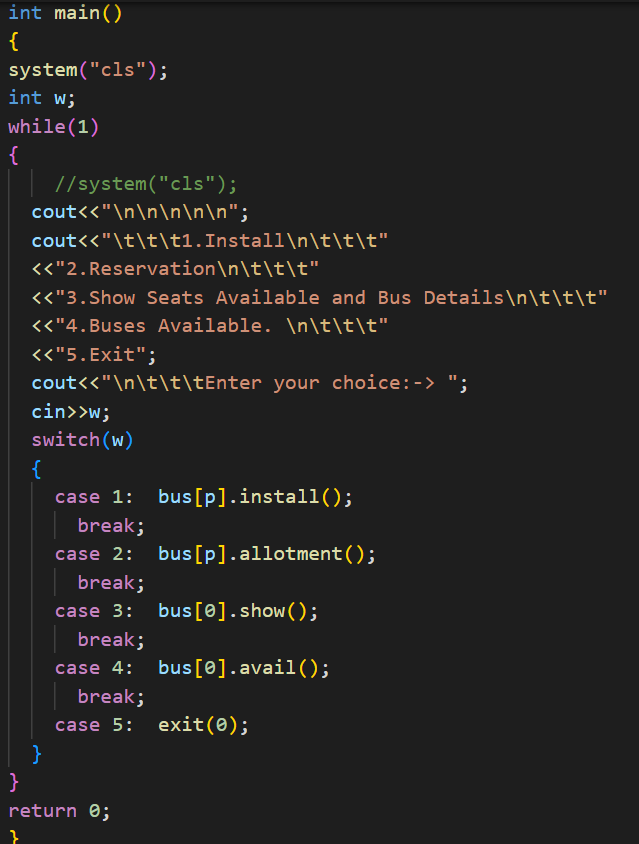 int main()
{
system("cls");
int w;
while(1)
{
    //system("cls");
  cout<<"\n\n\n\n\n";
  cout<<"\t\t\t1.Install\n\t\t\t"
  <<"2.Reservation\n\t\t\t"
  <<"3.Show Seats Available and Bus Details\n\t\t\t"
  <<"4.Buses Available. \n\t\t\t"
  <<"5.Exit";
  cout<<"\n\t\t\tEnter your choice:-> ";
  cin>>w;
  switch(w)
  {
    case 1:  bus[p].install();
      break;
    case 2:  bus[p].allotment();
      break;
    case 3:  bus[0].show();
      break;
    case 4:  bus[0].avail();
      break;
    case 5:  exit(0);
  }
}
return 0;
}